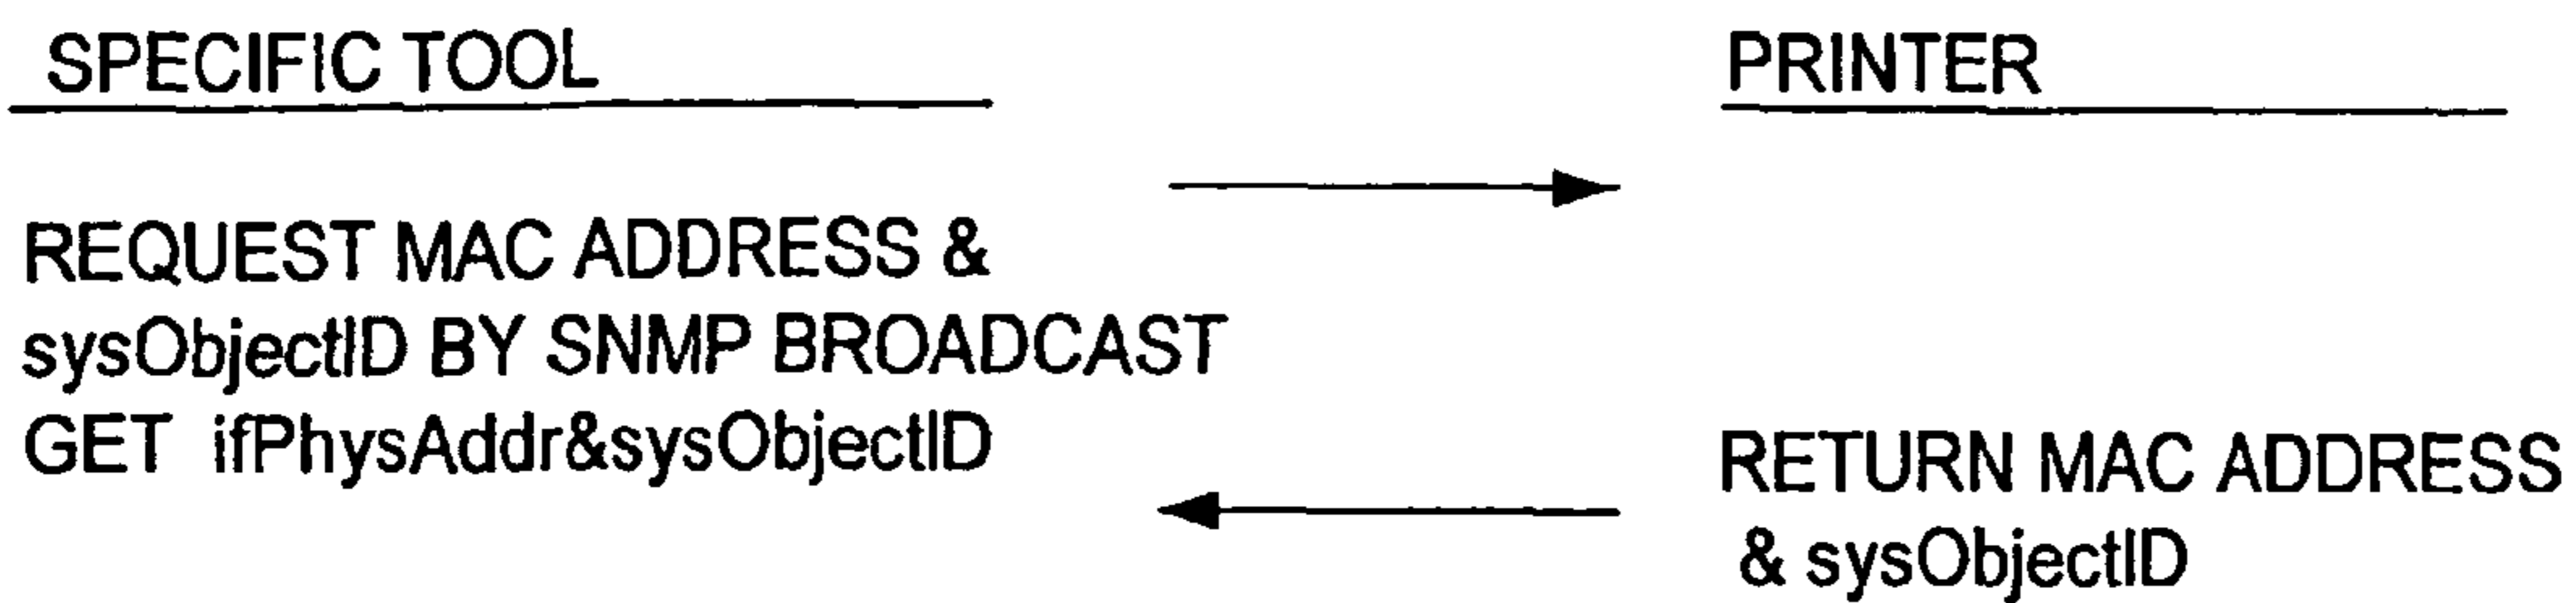 SPECIFIC TOOL
PRINTER
REQUEST MAC ADDRESS &
sysObjectID BY SNMP BROADCAST
GET ifPhysAddr&sysObjectID
RETURN MAC ADDRESS
& sysObjectID